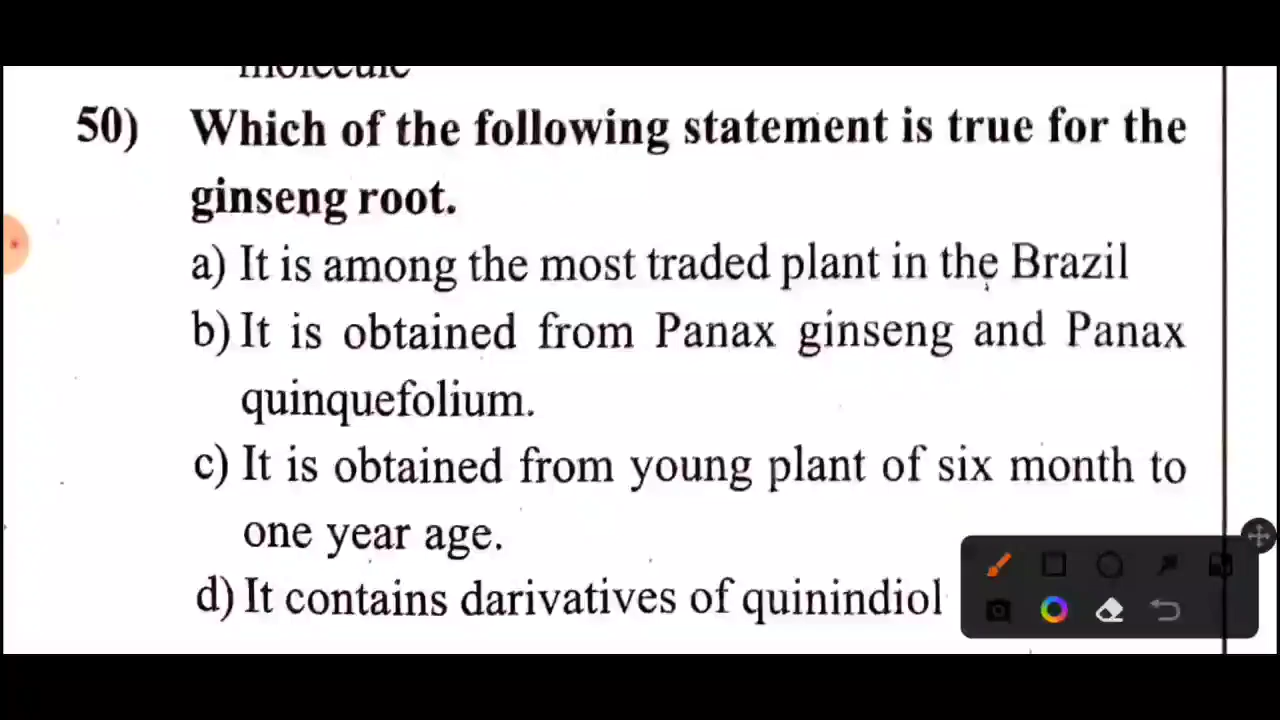 molecule
50) Which of the following statement is true for the
ginseng root.
a) It is among the most traded plant in the Brazil
b) It is obtained from Panax ginseng and Panax
quinquefolium.
c) It is obtained from young plant of six month to
one year age.
d) It contains darivatives of quinindiol